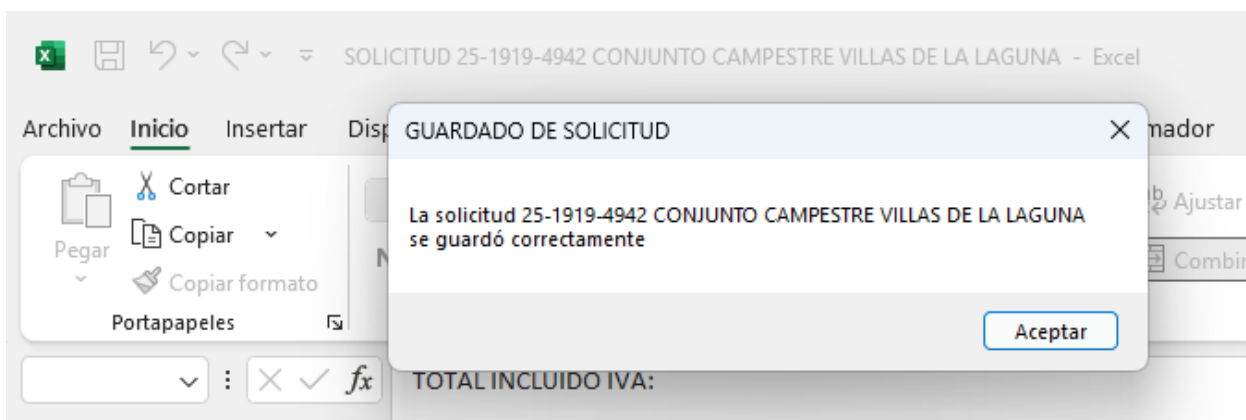 SOLICITUD 25-1919-4942 CONJUNTO CAMPESTRE VILLAS DE LA LAGUNA - Excel
Archivo Inicio Insertar
GUARDADO DE SOLICITUD
Cortar
Copiar
Pegar
Copiar formato
Portapapeles
La solicitud 25-1919-4942 CONJUNTO CAMPESTRE VILLAS DE LA LAGUNA
se guardó correctamente
Ajustar
Aceptar
fx TOTAL INCLUIDO IVA: